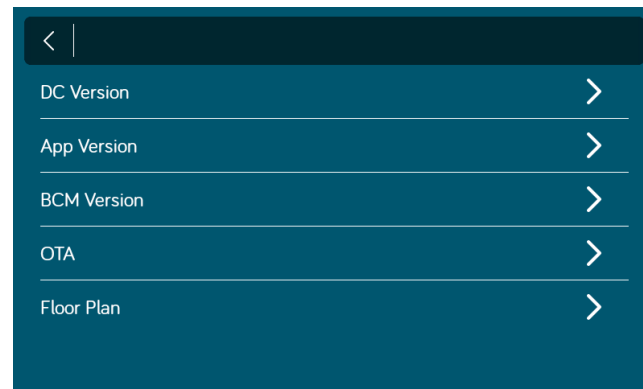 DC Version
App Version
BCM Version
OTA
Floor Plan